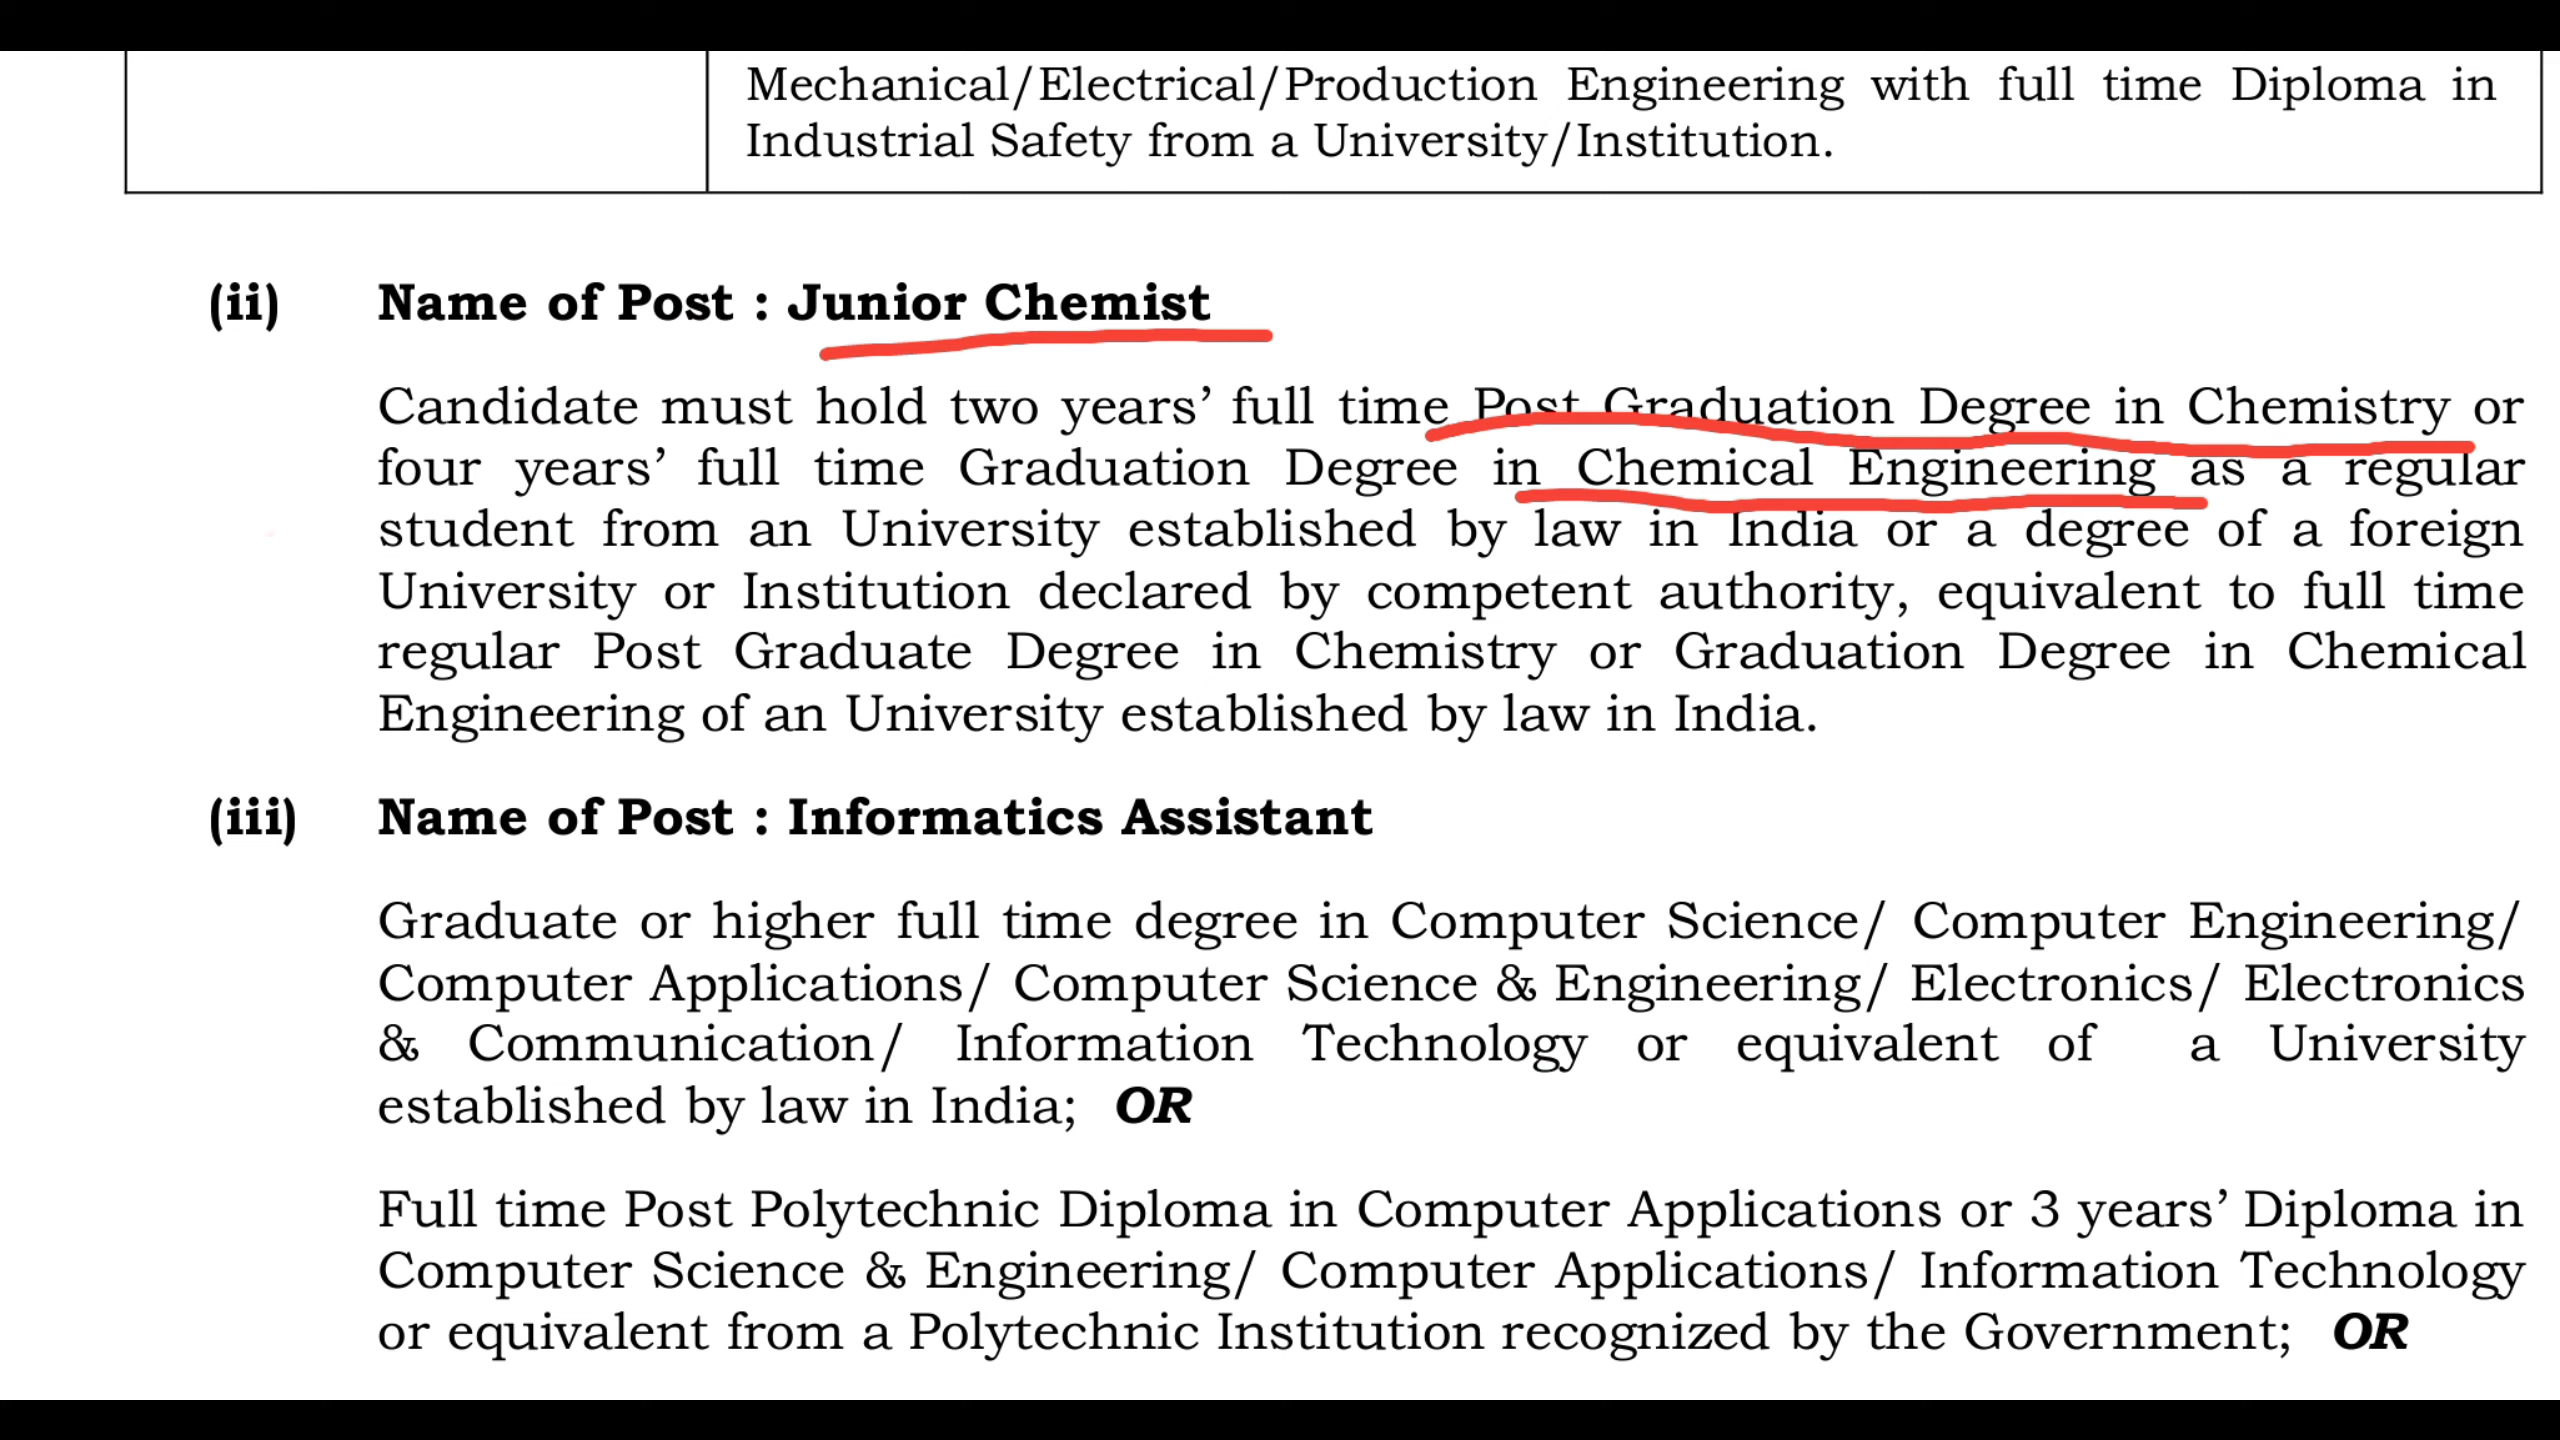 Mechanical/Electrical/Production Engineering with full time Diploma in
Industrial Safety from a University/Institution.
(ii) Name of Post : Junior Chemist
Candidate must hold two years’ full time Post Graduation Degree in Chemistry or
four years’ full time Graduation Degree in Chemical Engineering as a regular
student from an University established by law in India or a degree of a foreign
University or Institution declared by competent authority, equivalent to full time
regular Post Graduate Degree in Chemistry or Graduation Degree in Chemical
Engineering of an University established by law in India.
(iii) Name of Post : Informatics Assistant
Graduate or higher full time degree in Computer Science/ Computer Engineering/
Computer Applications/ Computer Science & Engineering/ Electronics/ Electronics
& Communication/ Information Technology or equivalent of a University
established by law in India; OR
Full time Post Polytechnic Diploma in Computer Applications or 3 years’ Diploma in
Computer Science & Engineering/ Computer Applications/ Information Technology
or equivalent from a Polytechnic Institution recognized by the Government; OR